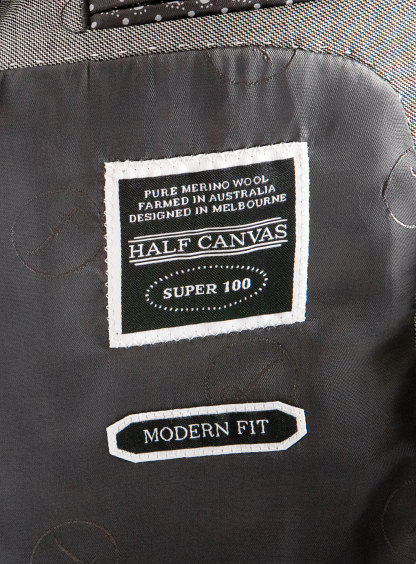 PURE MERINO WOOL
FARMED IN AUSTRALIA
DESIGNED IN MELBOURNE
HALF CANVAS
SUPER 100
MODERN FIT